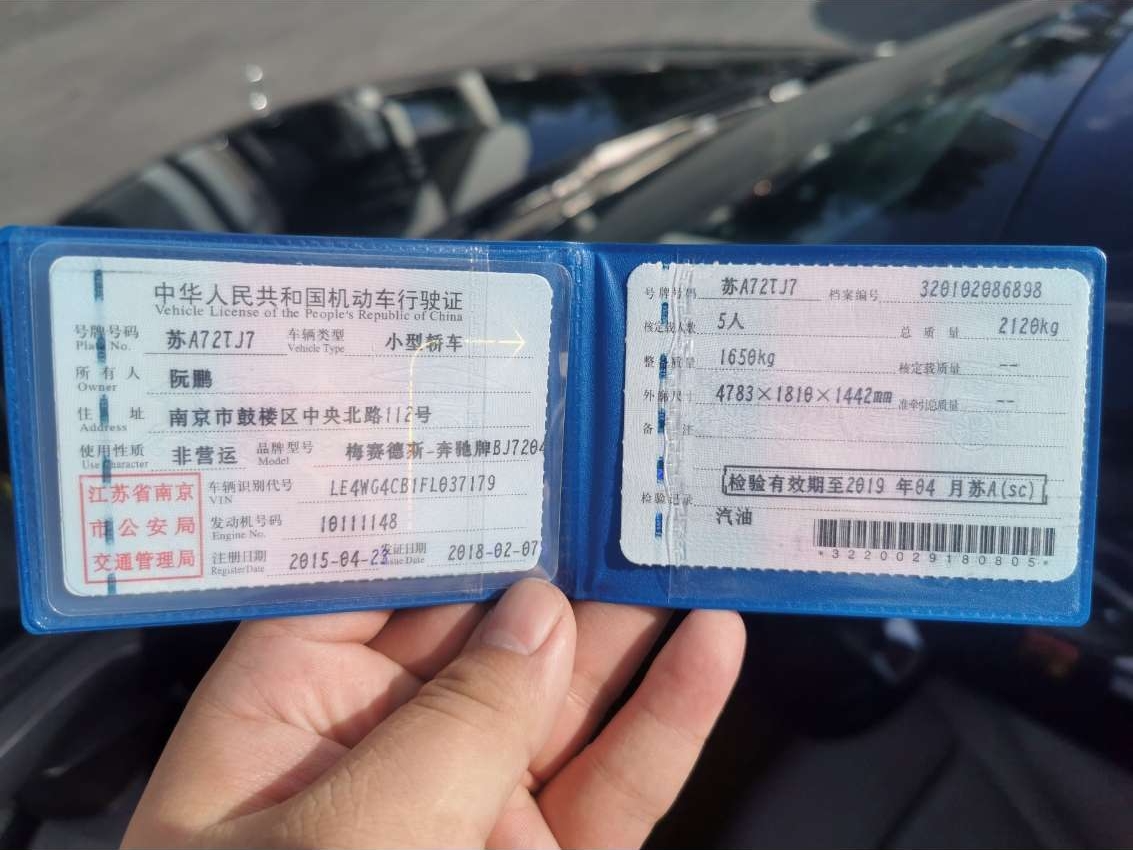 中华人民共和国机动车行驶证
Vehicle License of the People's Republic of China
号牌号码 苏A72TJ7 车辆类型 小型轿车
Plate No. Vehicle Type
所有人 阮鹏
Owner
住址 南京市鼓楼区中央北路112号
Address
使用性质 非营运 品牌型号 梅赛德斯-奔驰牌BJ7204
Use Character Model
江苏省南京
市公安局
交通管理局
车辆识别代号 LE4WG4CB1FL037179
VIN
发动机号码 10111148
Engine No.
注册日期 2015-04-28 发证日期 2018-02-07
Register Date Issue Date
号牌号码 苏A72TJ7 档案编号 320102086898
核定载人数 5人 总质量 2120kg
整备质量 1650kg 核定载质量 --
外廓尺寸 4783×1810×1442mm 准牵引总质量 --
备注
检验记录 检验有效期至2019年04月苏A(sc)
汽油
*3220029180805*